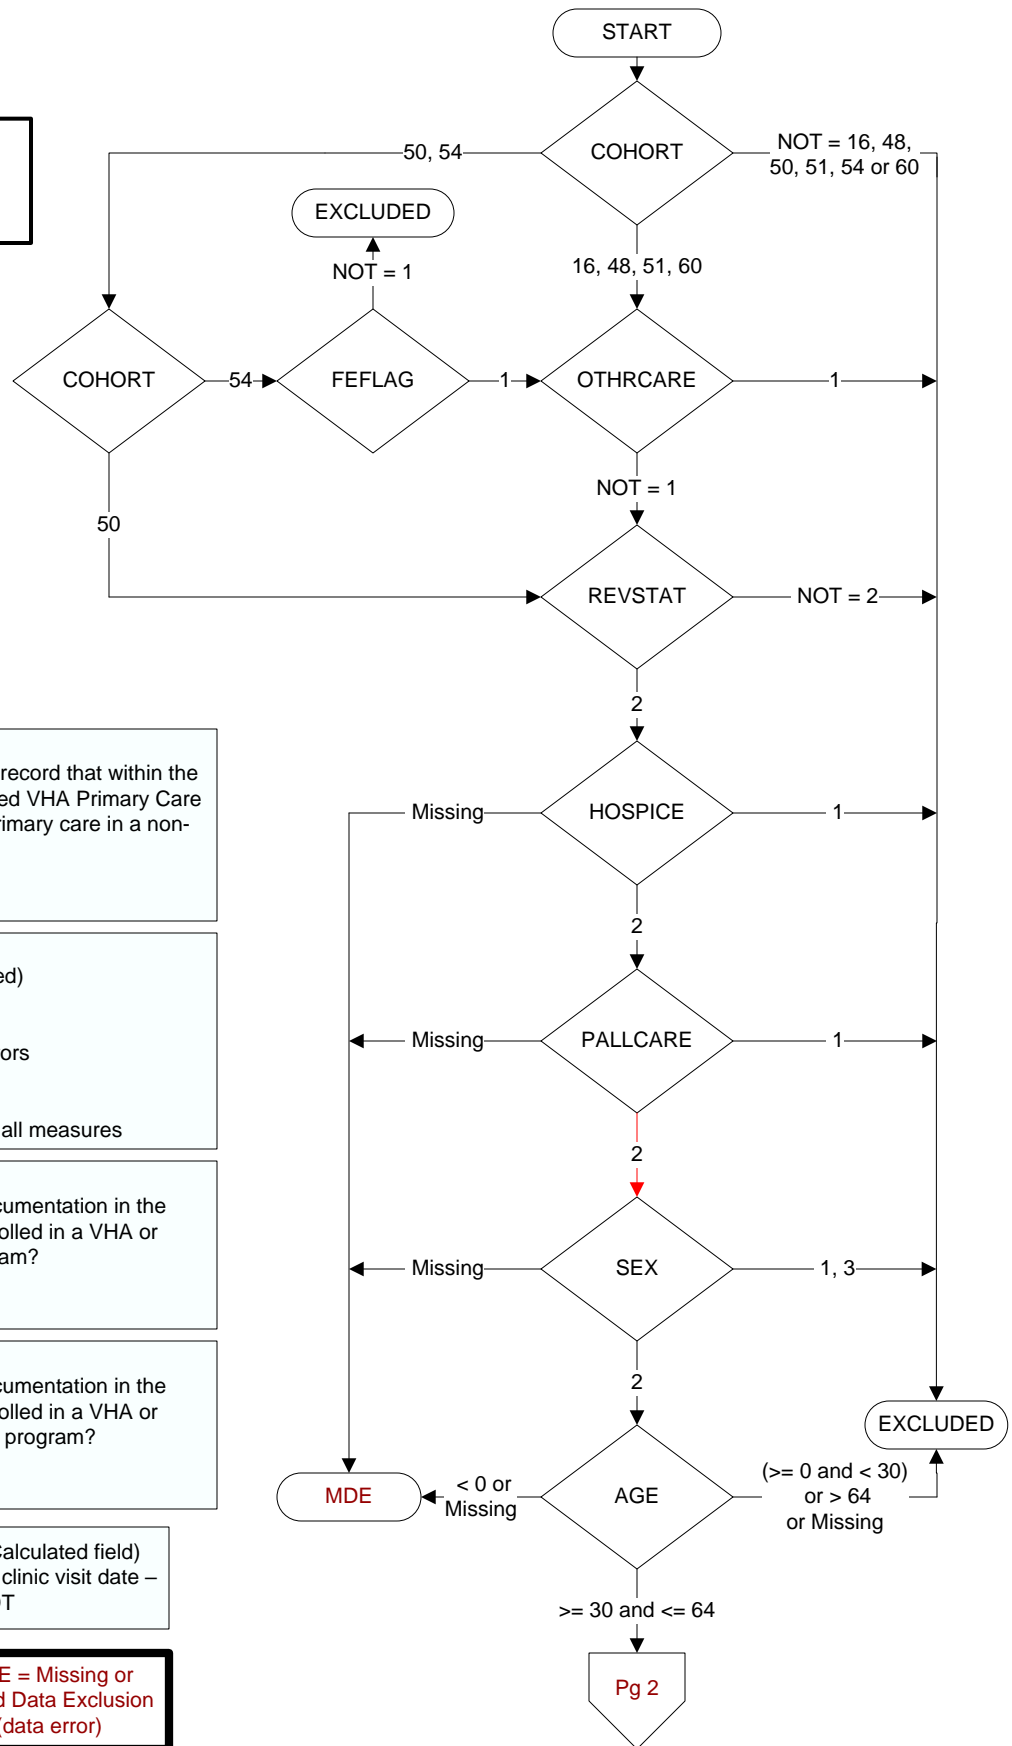 START
COHORT
50, 54
NOT = 16, 48,
50, 51, 54 or 60
EXCLUDED
NOT = 1
16, 48, 51, 60
COHORT
54
FEFLAG
1
OTHRCARE
1
NOT = 1
50
REVSTAT
NOT = 2
2
record that within the
ed VHA Primary Care
rimary care in a non-
Missing
HOSPICE
1
2
ed)
ors
all measures
Missing
PALLCARE
1
2
cumentation in the
olled in a VHA or
am?
Missing
SEX
1, 3
2
cumentation in the
olled in a VHA or
program?
EXCLUDED
MDE
< 0 or
Missing
AGE
(>= 0 and < 30)
or > 64
or Missing
Calculated field)
clinic visit date –
DT
>= 30 and <= 64
E = Missing or
d Data Exclusion
(data error)
Pg 2